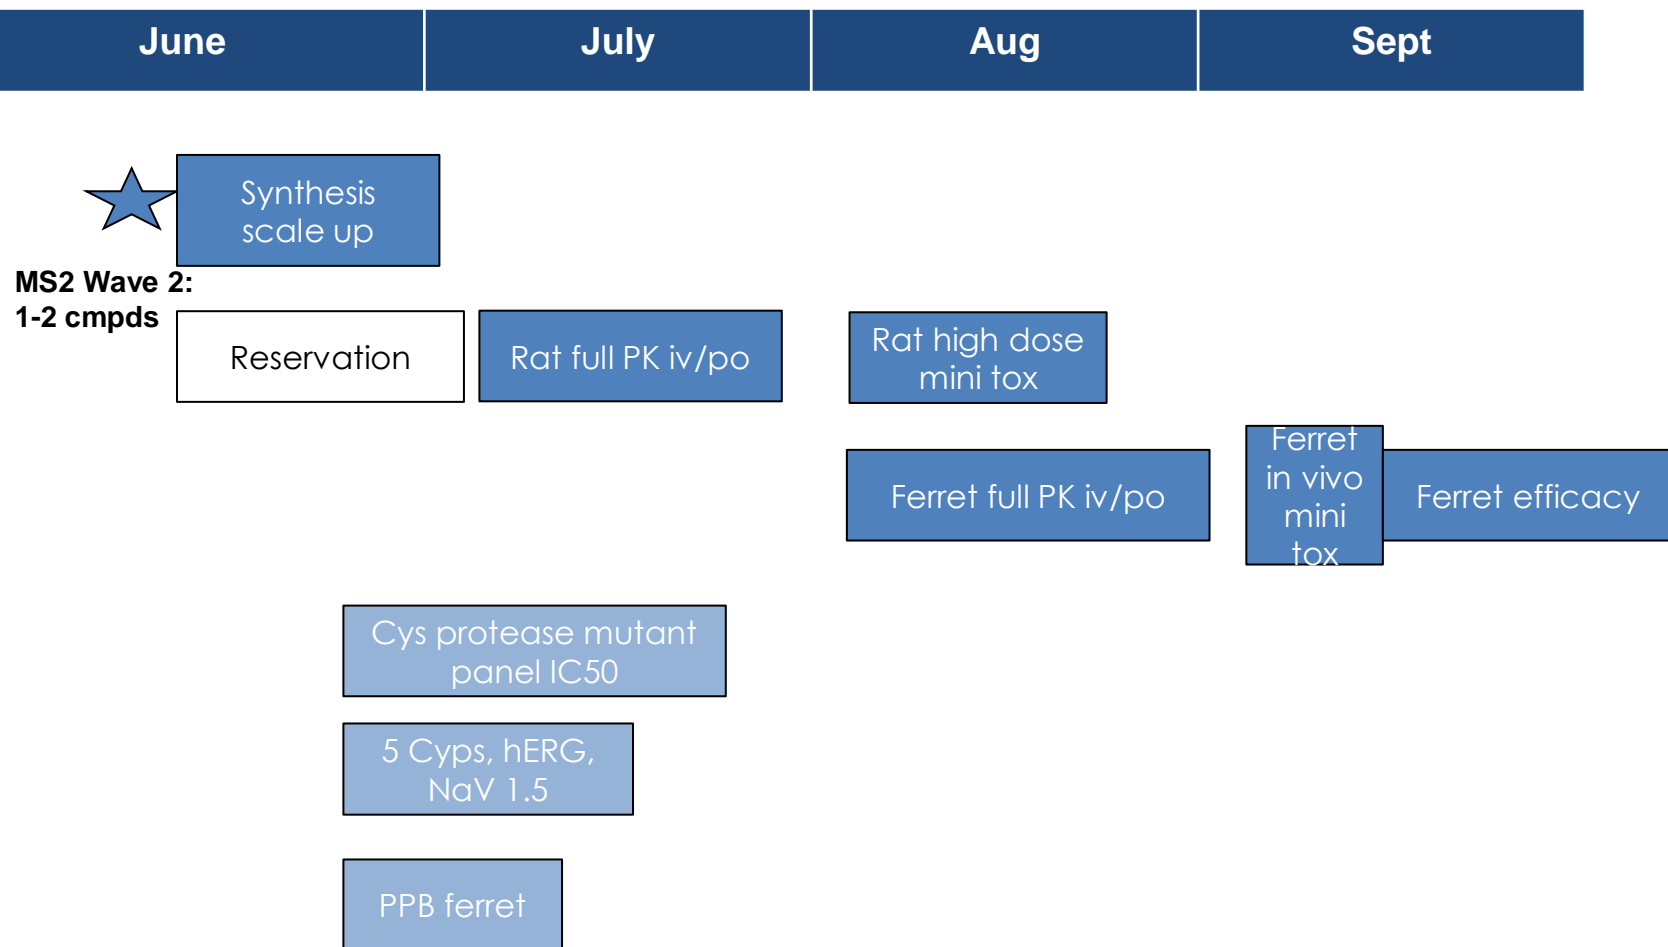 June
July
Aug
Sept
Synthesis
scale up
MS2 Wave 2:
1-2 cmpds
Reservation
Rat full PK iv/po
Rat high dose
mini tox
Ferret full PK iv/po
Ferret
in vivo
mini
tox
Ferret efficacy
Cys protease mutant
panel IC50
5 Cyps, hERG,
NaV 1.5
PPB ferret